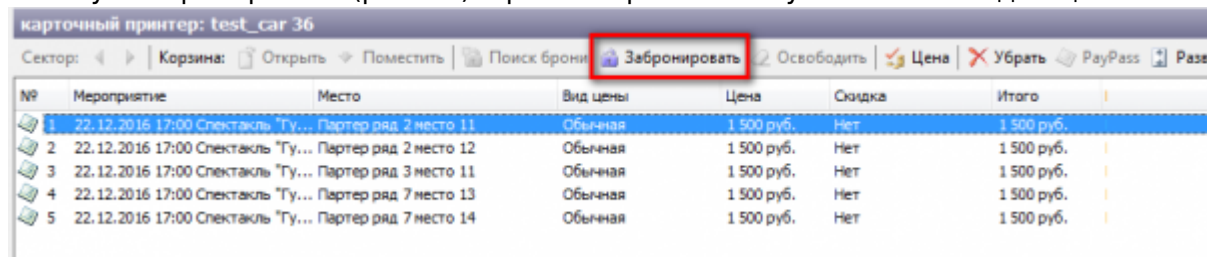 карточный принтер: test_car 36
Сектор: Корзина: Открыть Поместить Поиск брони Забронировать Освободить Цена Убрать PayPass
№ Мероприятие Место Вид цены Цена Скидка Итого
1 22.12.2016 17:00 Спектакль "Гу... Партер ряд 2 место 11 Обычная 1 500 руб. Нет 1 500 руб.
2 22.12.2016 17:00 Спектакль "Гу... Партер ряд 2 место 12 Обычная 1 500 руб. Нет 1 500 руб.
3 22.12.2016 17:00 Спектакль "Гу... Партер ряд 3 место 11 Обычная 1 500 руб. Нет 1 500 руб.
4 22.12.2016 17:00 Спектакль "Гу... Партер ряд 7 место 13 Обычная 1 500 руб. Нет 1 500 руб.
5 22.12.2016 17:00 Спектакль "Гу... Партер ряд 7 место 14 Обычная 1 500 руб. Нет 1 500 руб.